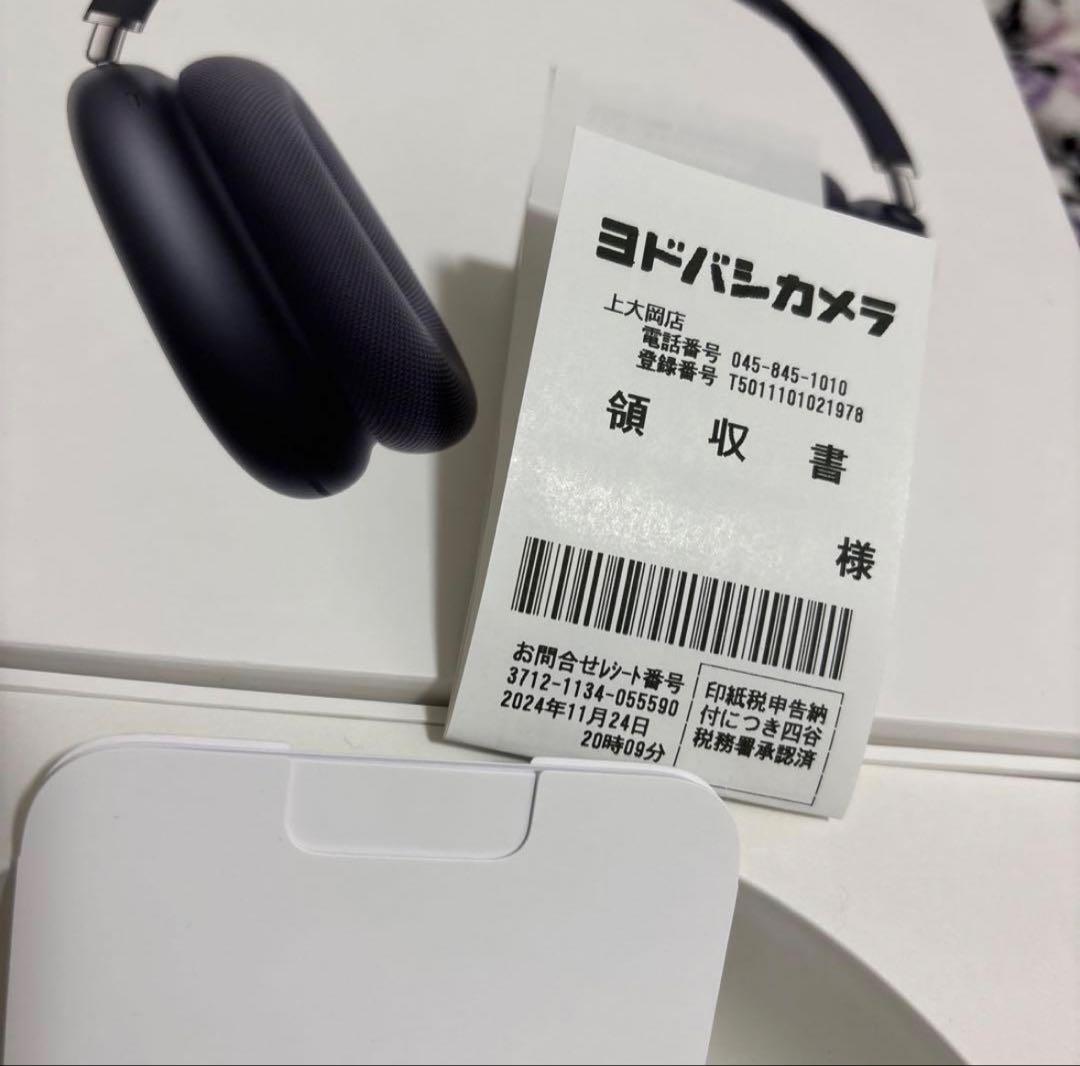 ヨドバシカメラ
上大岡店
電話番号 045-845-1010
登録番号 T5011101021978
領収書
様
お問合せレシート番号
3712-1134-055590
2024年11月24日
20時09分
印紙税申告納
付につき四谷
税務署承認済